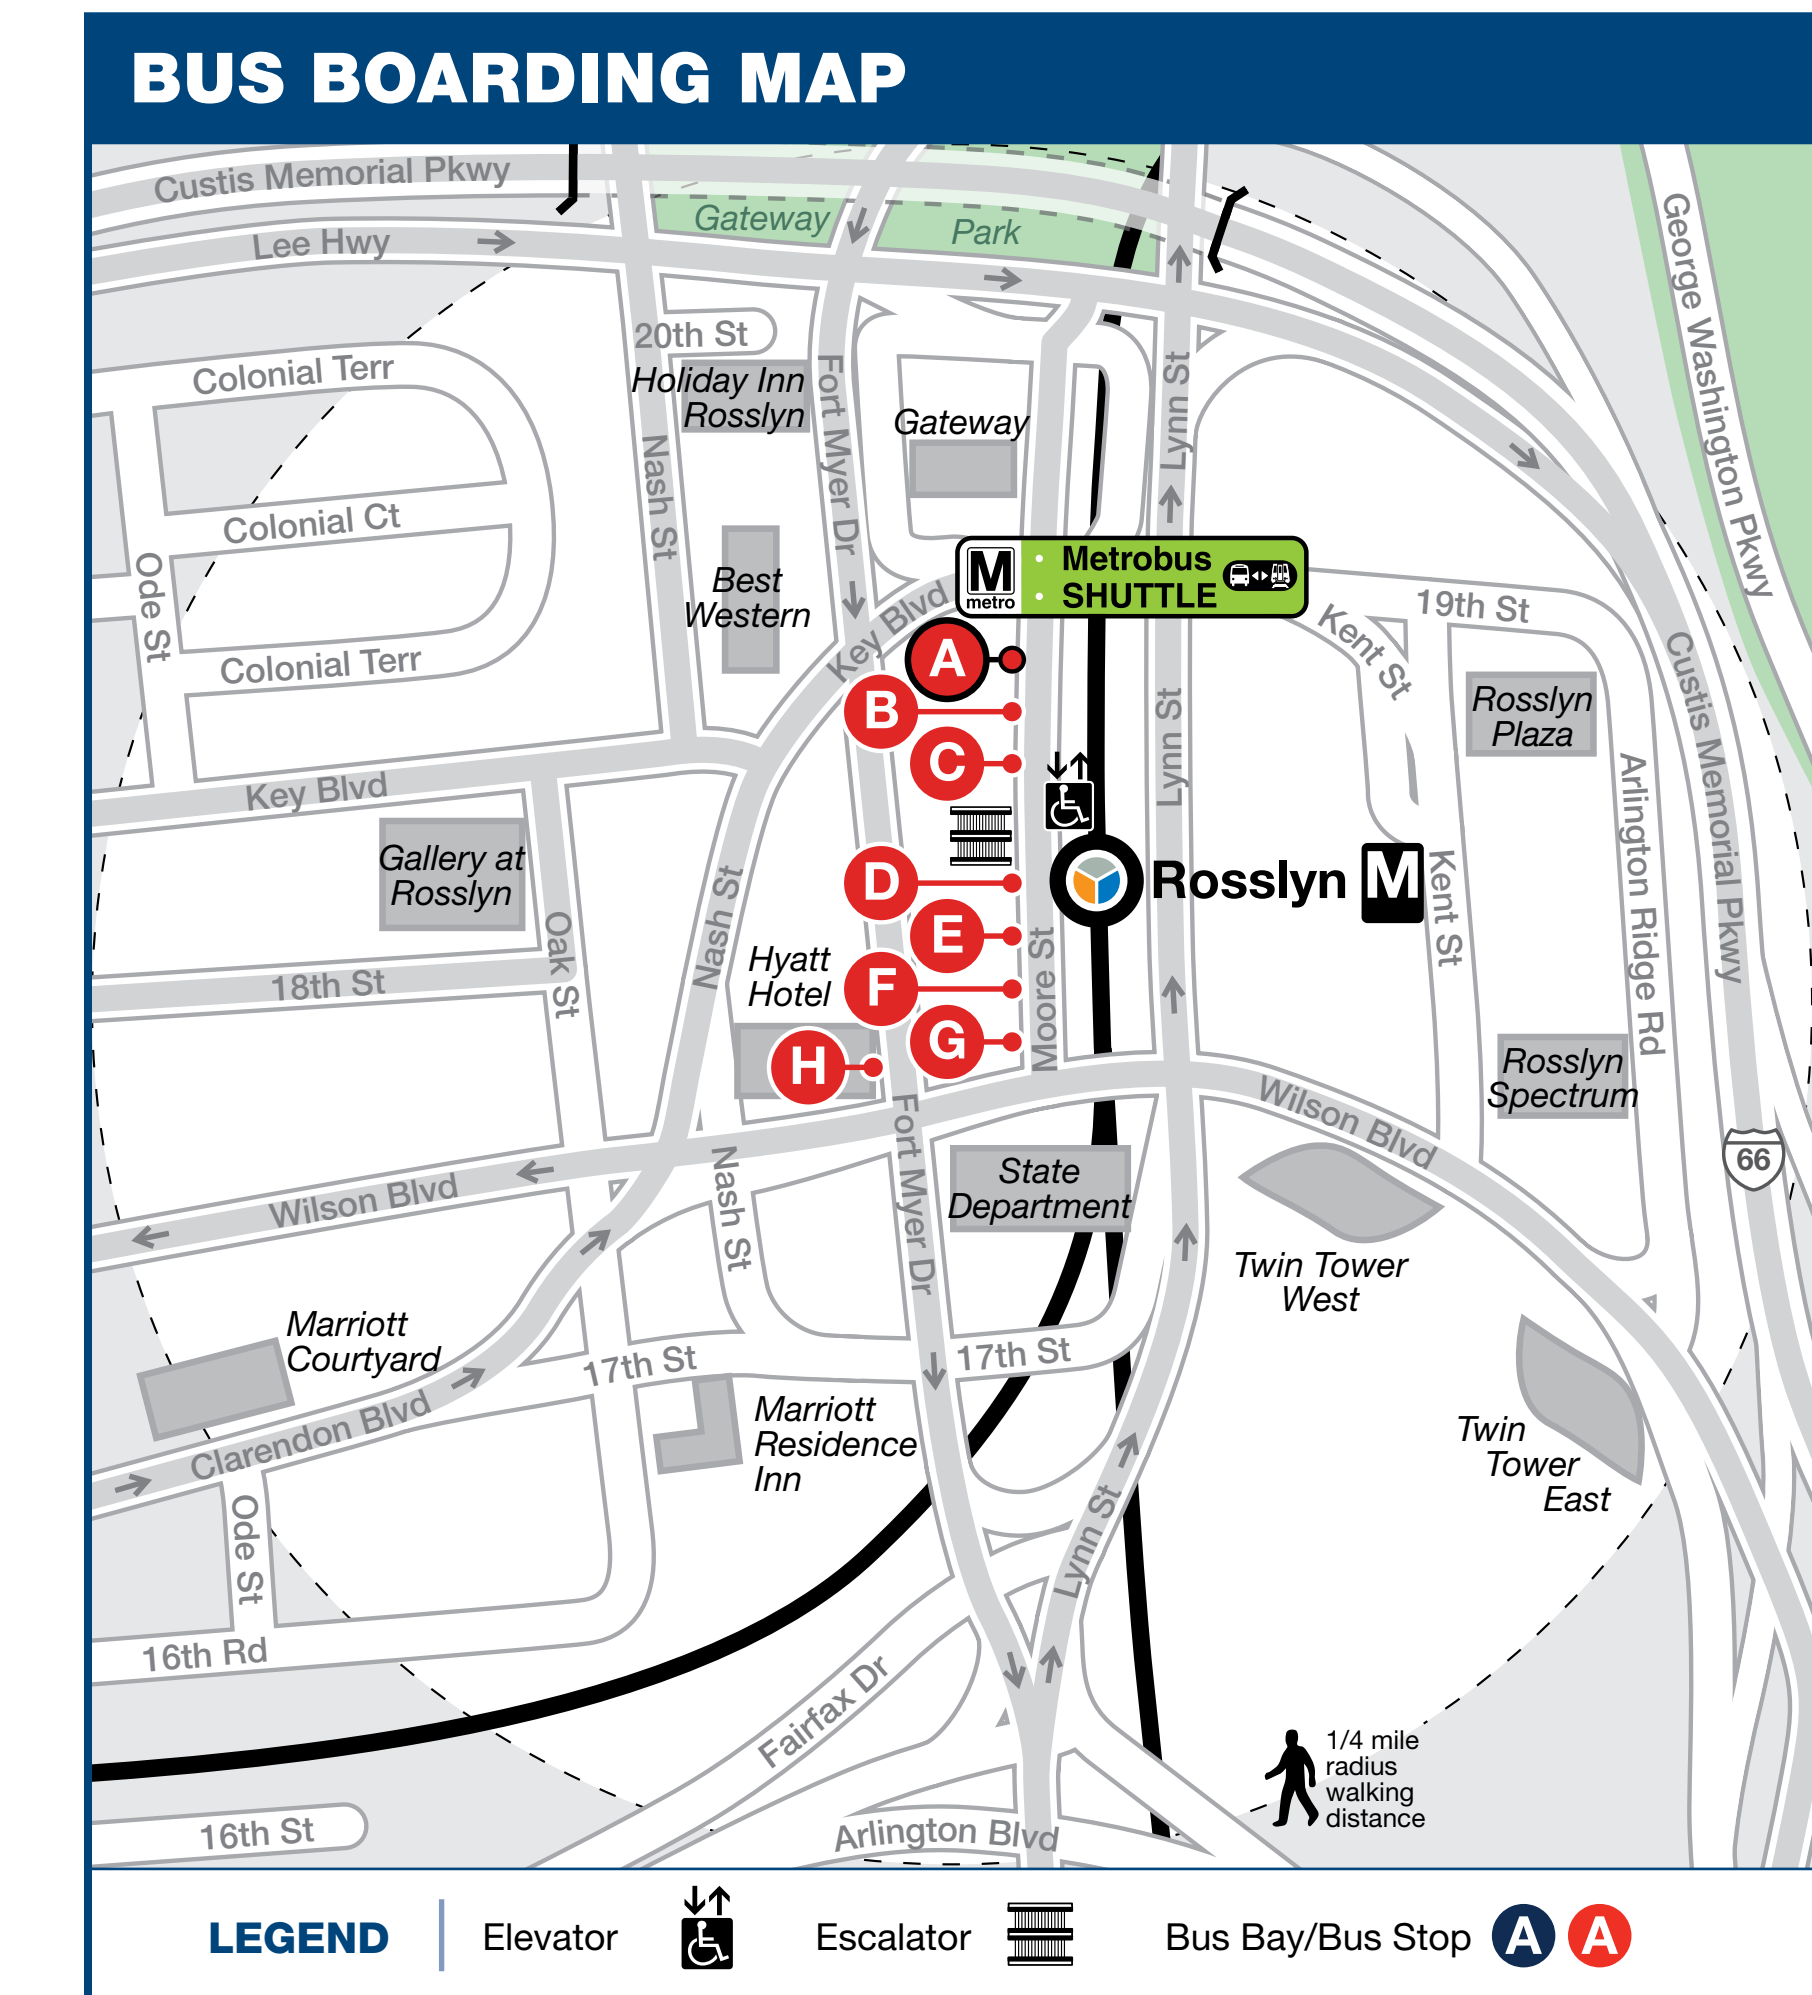 BUS BOARDING MAP
Custis Memorial Pkwy
Gateway
Park
Lee Hwy
George Washington Pkwy
20th St
Colonial Terr
Holiday Inn
Rosslyn
Fort Myer Dr
Gateway
Lynn St
Nash St
Colonial Ct
Ode St
Best
Western
Key Blvd
M
metro
· Metrobus
· SHUTTLE
19th St
Kent St
Colonial Terr
A
B
C
Rosslyn
Plaza
Custis Memorial Pkwy
Lynn St
Key Blvd
Arlington Ridge Rd
Gallery at
Rosslyn
Nash St
D
Rosslyn M
Kent St
Oak St
E
Moore St
Hyatt
Hotel
F
18th St
G
H
Rosslyn
Spectrum
Wilson Blvd
Fort Myer Dr
66
State
Department
Nash St
Wilson Blvd
Twin Tower
West
Marriott
Courtyard
17th St
17th St
Clarendon Blvd
Marriott
Residence
Inn
Twin
Tower
East
Ode St
Lynn St
16th Rd
Fairfax Dr
1/4 mile
radius
walking
distance
16th St
Arlington Blvd
LEGEND
Elevator
Escalator
Bus Bay/Bus Stop A A